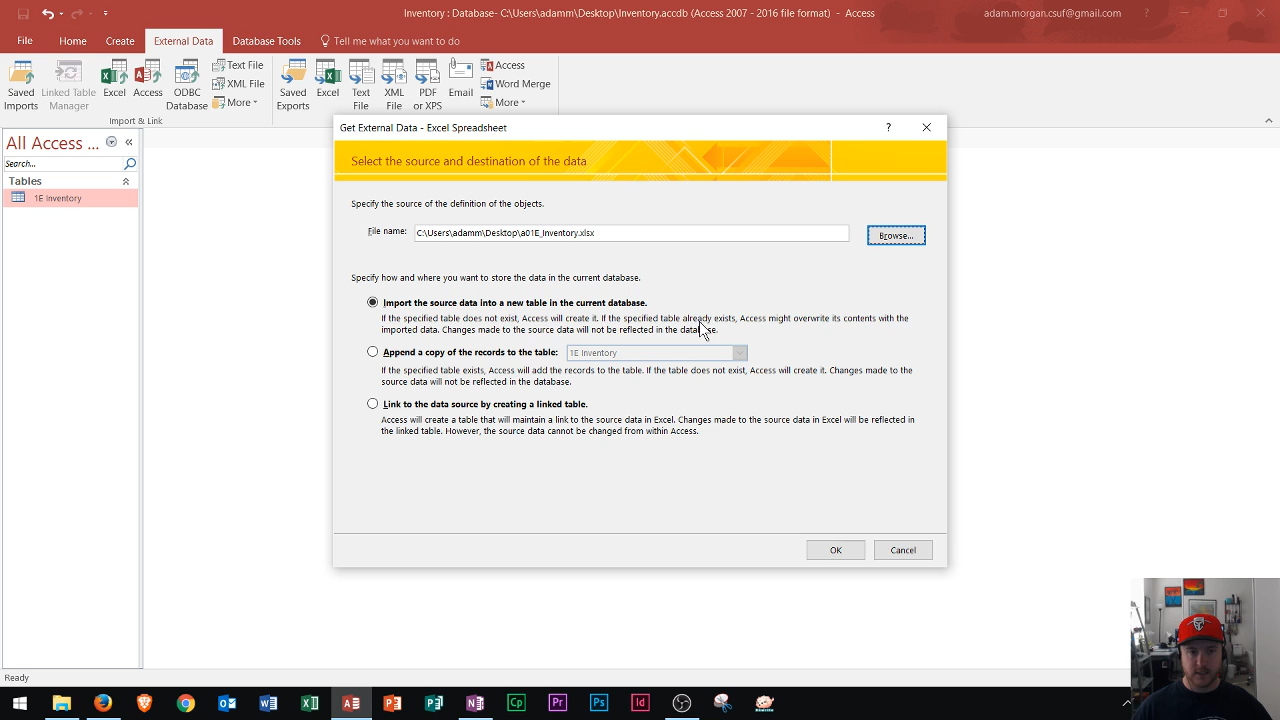 Inventory : Database- C:\Users\adamm\Desktop\Inventory.accdb (Access 2007 - 2016 file format) - Access
adam.morgan.csuf@gmail.com
?
File Home Create External Data Database Tools Tell me what you want to do
Saved Imports
Linked Table Manager
Excel
Access
ODBC Database
Text File
XML File
More
Import & Link
Saved Exports
Excel
Text File
XML File
PDF or XPS
Email
Access
Word Merge
More
All Access ...
Search...
Tables
1E Inventory
Get External Data - Excel Spreadsheet
?
Select the source and destination of the data
Specify the source of the definition of the objects.
File name: C:\Users\adamm\Desktop\a01E_Inventory.xlsx Browse...
Specify how and where you want to store the data in the current database.
Import the source data into a new table in the current database.
If the specified table does not exist, Access will create it. If the specified table already exists, Access might overwrite its contents with the
imported data. Changes made to the source data will not be reflected in the database.
Append a copy of the records to the table: 1E Inventory
If the specified table exists, Access will add the records to the table. If the table does not exist, Access will create it. Changes made to the
source data will not be reflected in the database.
Link to the data source by creating a linked table.
Access will create a table that will maintain a link to the source data in Excel. Changes made to the source data in Excel will be reflected in
the linked table. However, the source data cannot be changed from within Access.
OK Cancel
Ready
Cp Pr Ps Id